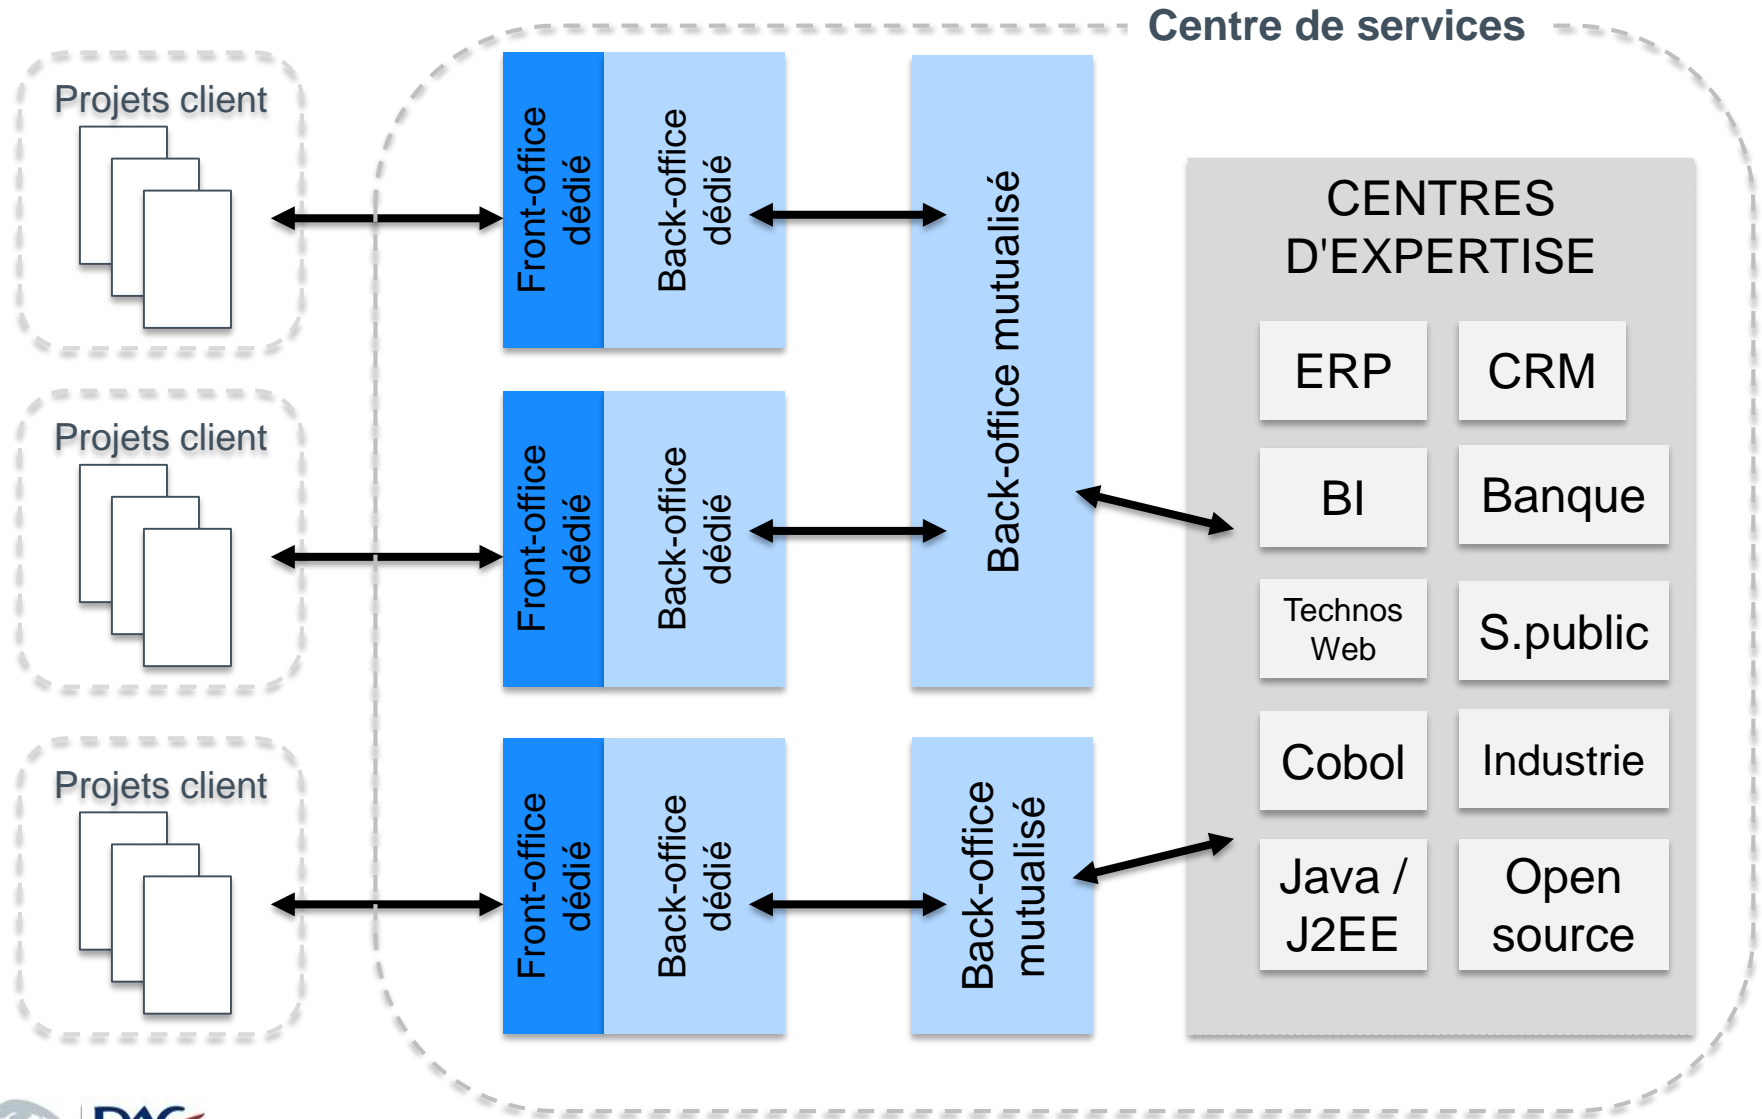 Centre de services
Projets client
Front-office
dédié
Back-office
dédié
Projets client
Front-office
dédié
Back-office
dédié
Back-office mutualisé
Projets client
Front-office
dédié
Back-office
dédié
Back-office
mutualisé
CENTRES
D'EXPERTISE
ERP
CRM
BI
Banque
Technos
Web
S.public
Cobol
Industrie
Java /
J2EE
Open
source